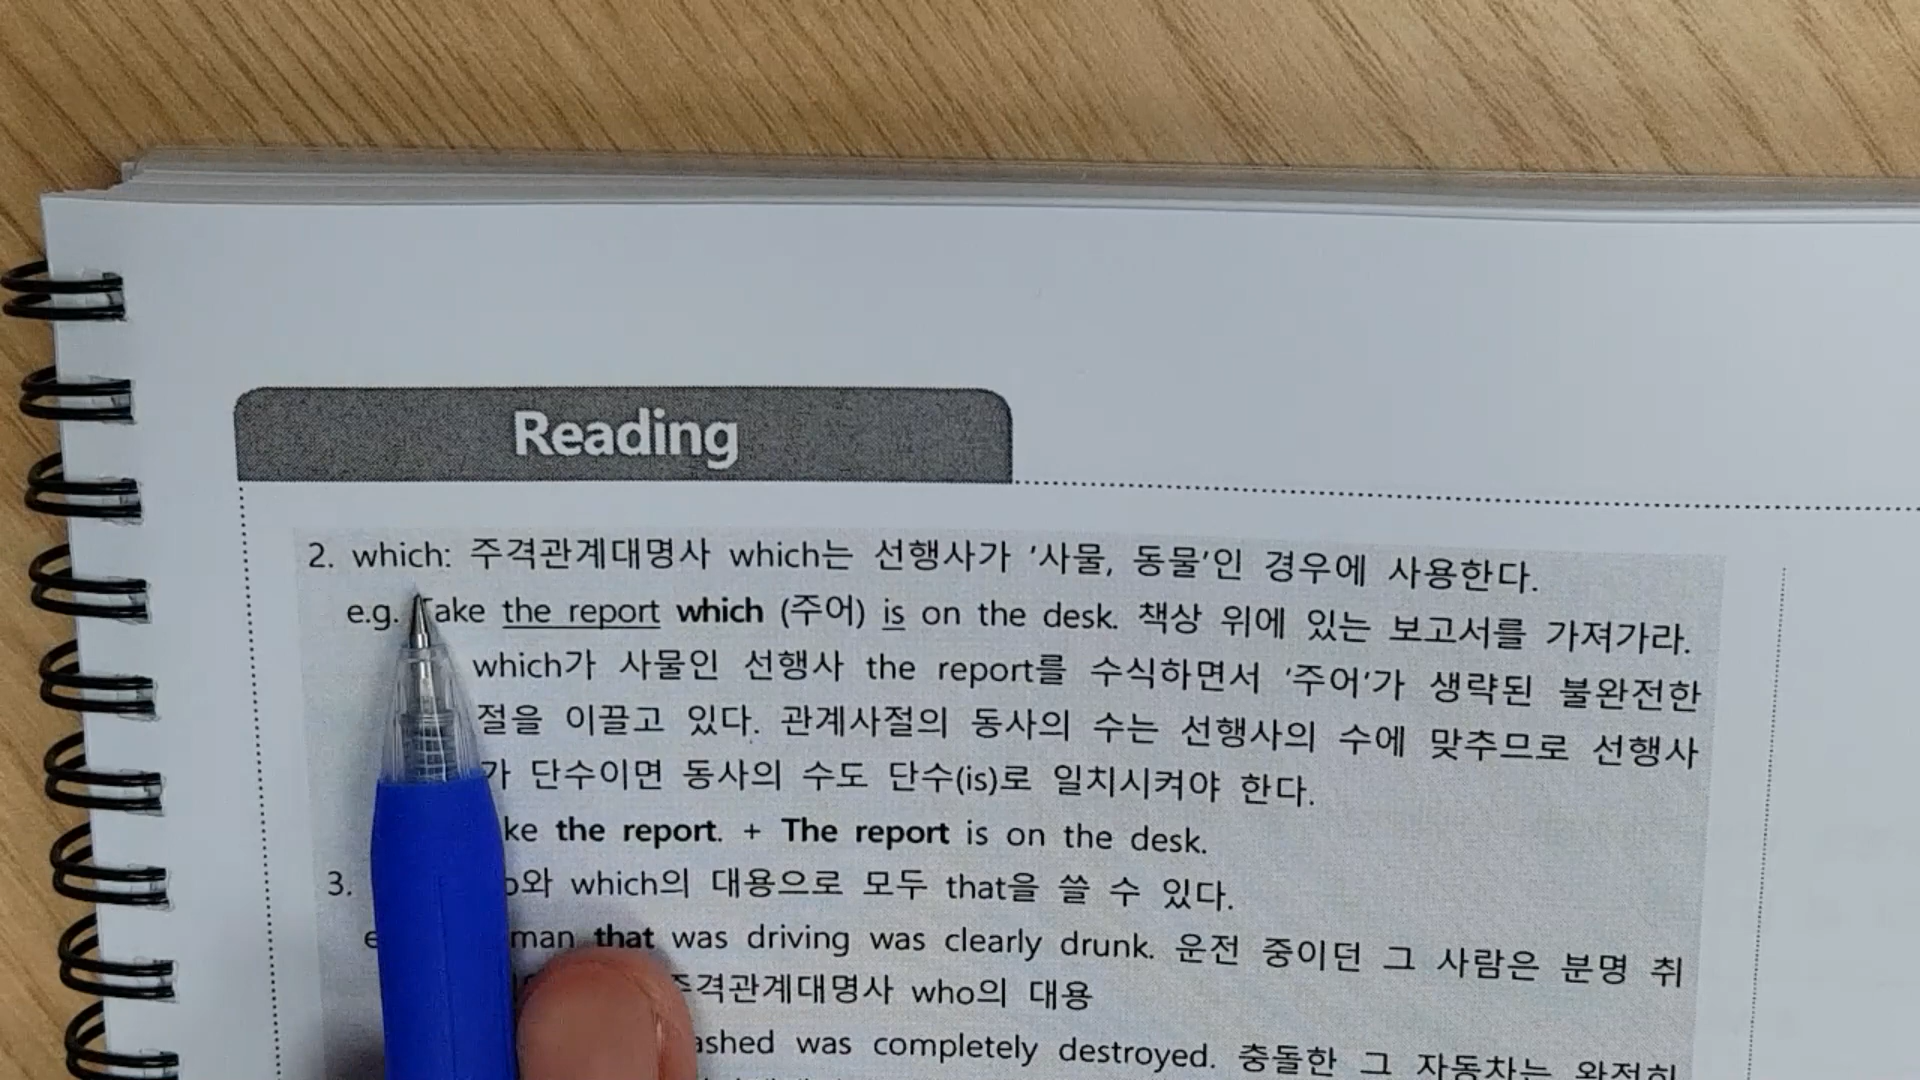 Reading
2. which: 주격관계대명사 which는 선행사가 '사물, 동물'인 경우에 사용한다.
e.g. Take the report which (주어) is on the desk. 책상 위에 있는 보고서를 가져가라.
which가 사물인 선행사 the report를 수식하면서 '주어'가 생략된 불완전한
절을 이끌고 있다. 관계사절의 동사의 수는 선행사의 수에 맞추므로 선행사
가 단수이면 동사의 수도 단수(is)로 일치시켜야 한다.
the report. + The report is on the desk.
3. which의 대용으로 모두 that을 쓸 수 있다.
man that was driving was clearly drunk. 운전 중이던 그 사람은 분명 취
주격관계대명사 who의 대용
was completely destroyed. 충돌한 그 자동차는 완전히